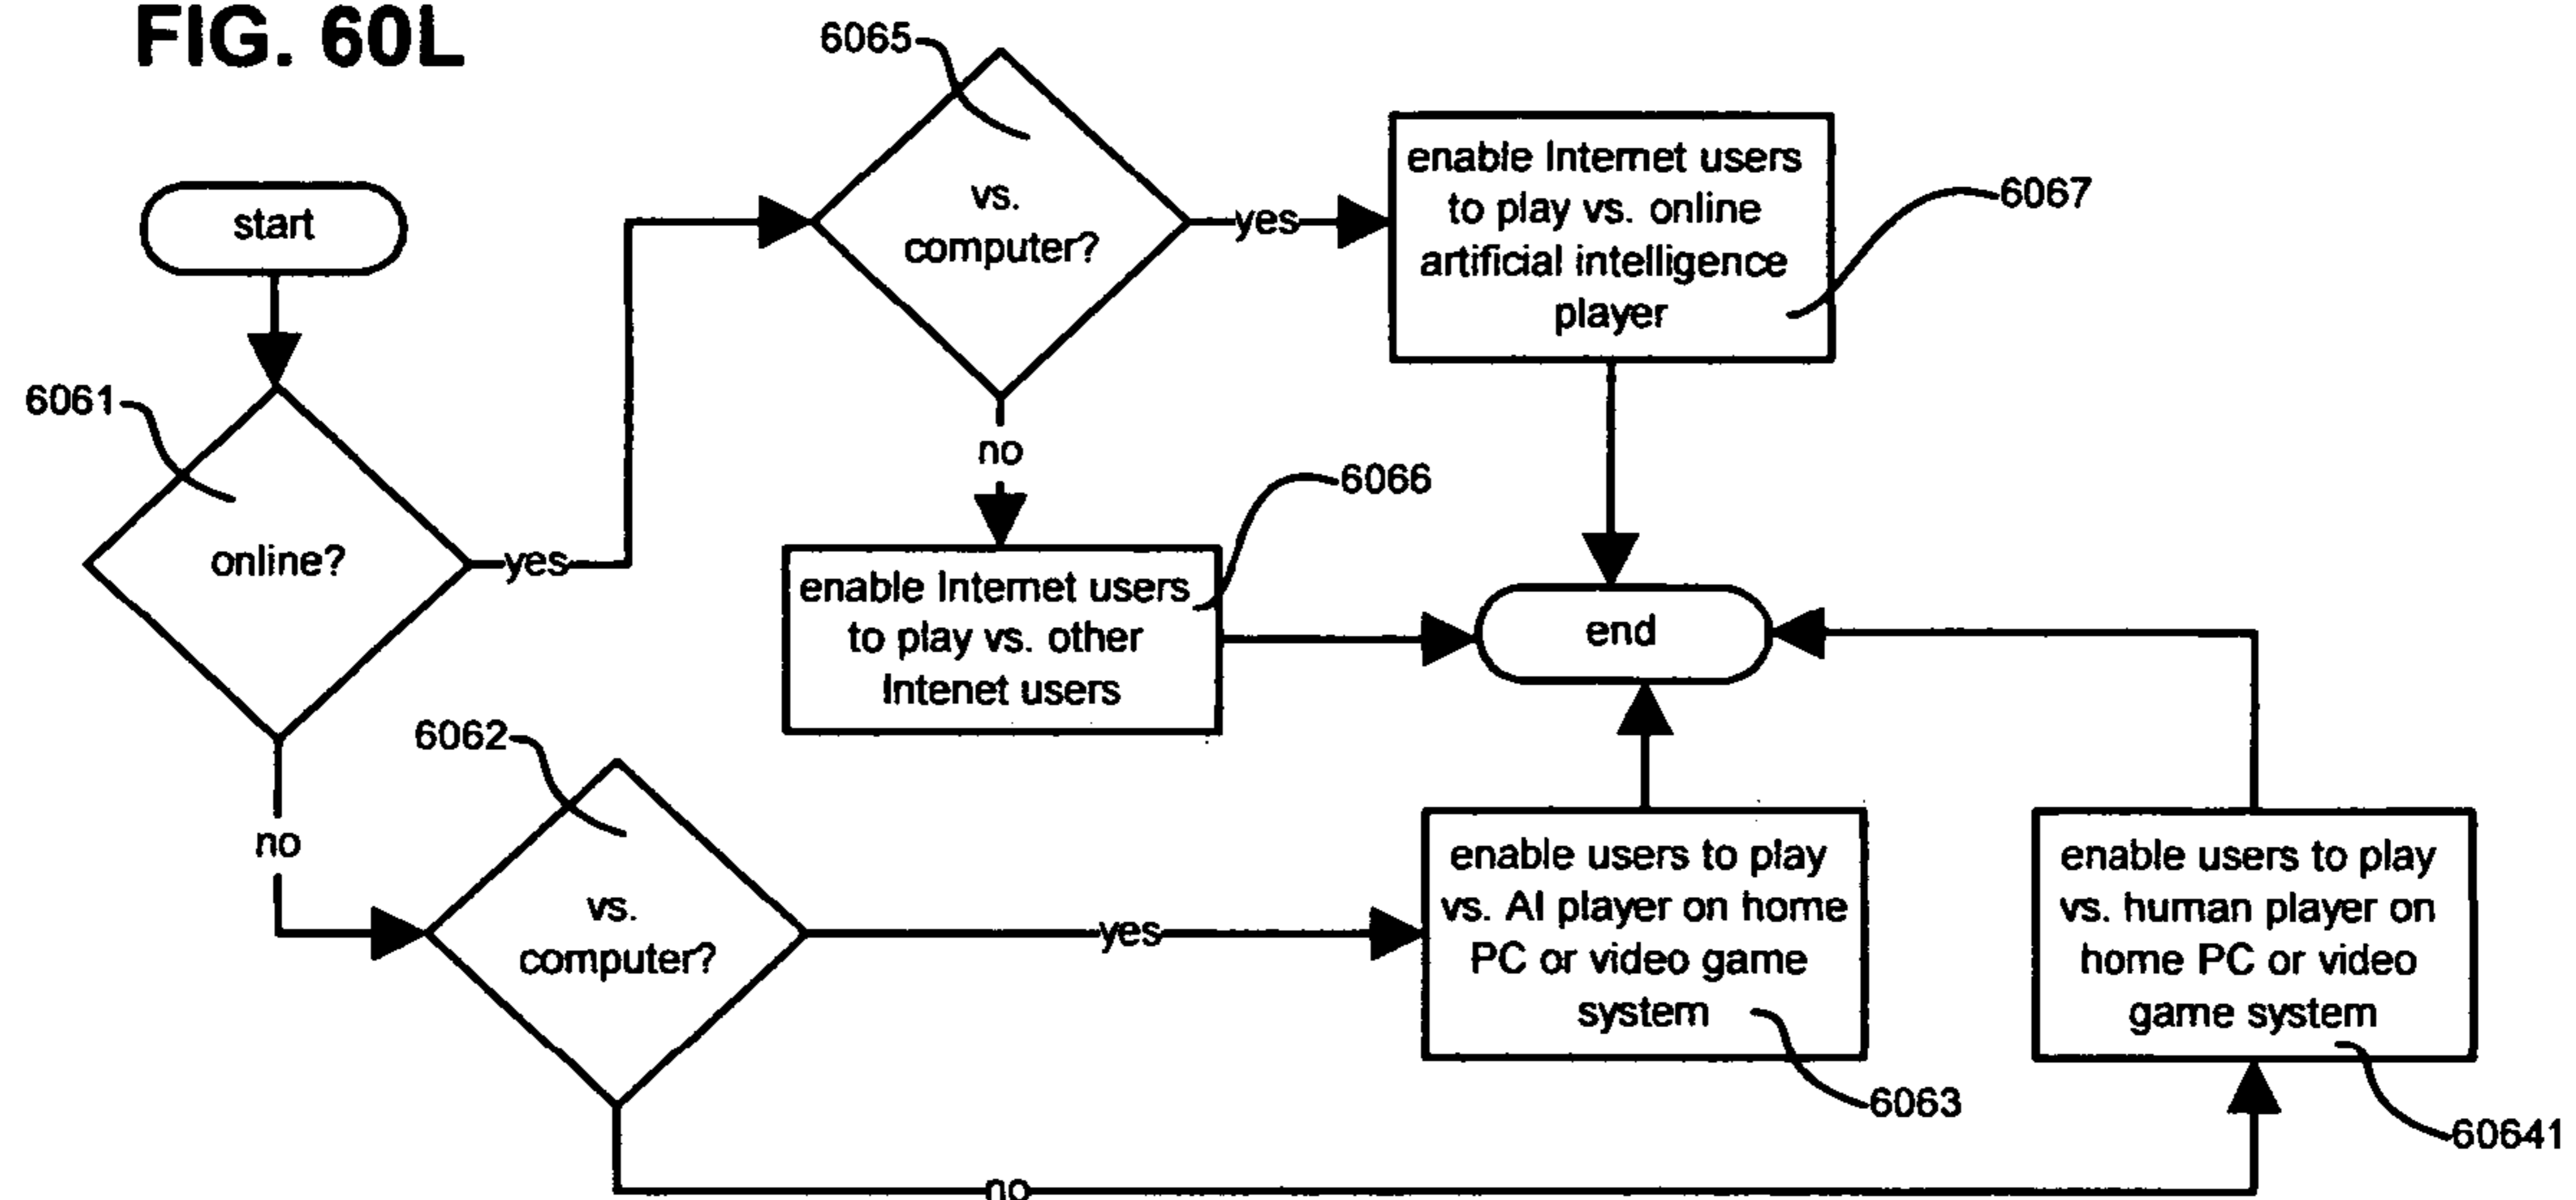 FIG. 60L
start
6061
online?
yes
no
6065
vs.
computer?
yes
no
enable Internet users
to play vs. online
artificial intelligence
player
6067
enable Internet users
to play vs. other
Intenet users
6066
end
6062
vs.
computer?
yes
no
enable users to play
vs. AI player on home
PC or video game
system
6063
enable users to play
vs. human player on
home PC or video
game system
60641